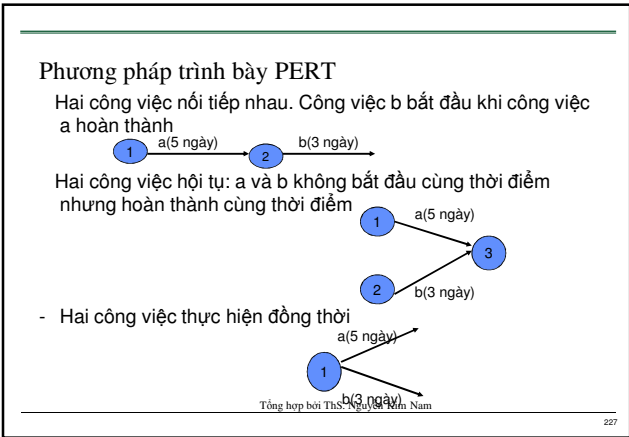 Phương pháp trình bày PERT
Hai công việc nối tiếp nhau. Công việc b bắt đầu khi công việc
a hoàn thành
1 a(5 ngày) 2 b(3 ngày)
Hai công việc hội tụ: a và b không bắt đầu cùng thời điểm
nhưng hoàn thành cùng thời điểm
1 a(5 ngày)
3
2 b(3 ngày)
- Hai công việc thực hiện đồng thời
a(5 ngày)
1
b(3 ngày)
Tổng hợp bởi ThS. Nguyễn Kim Nam
227